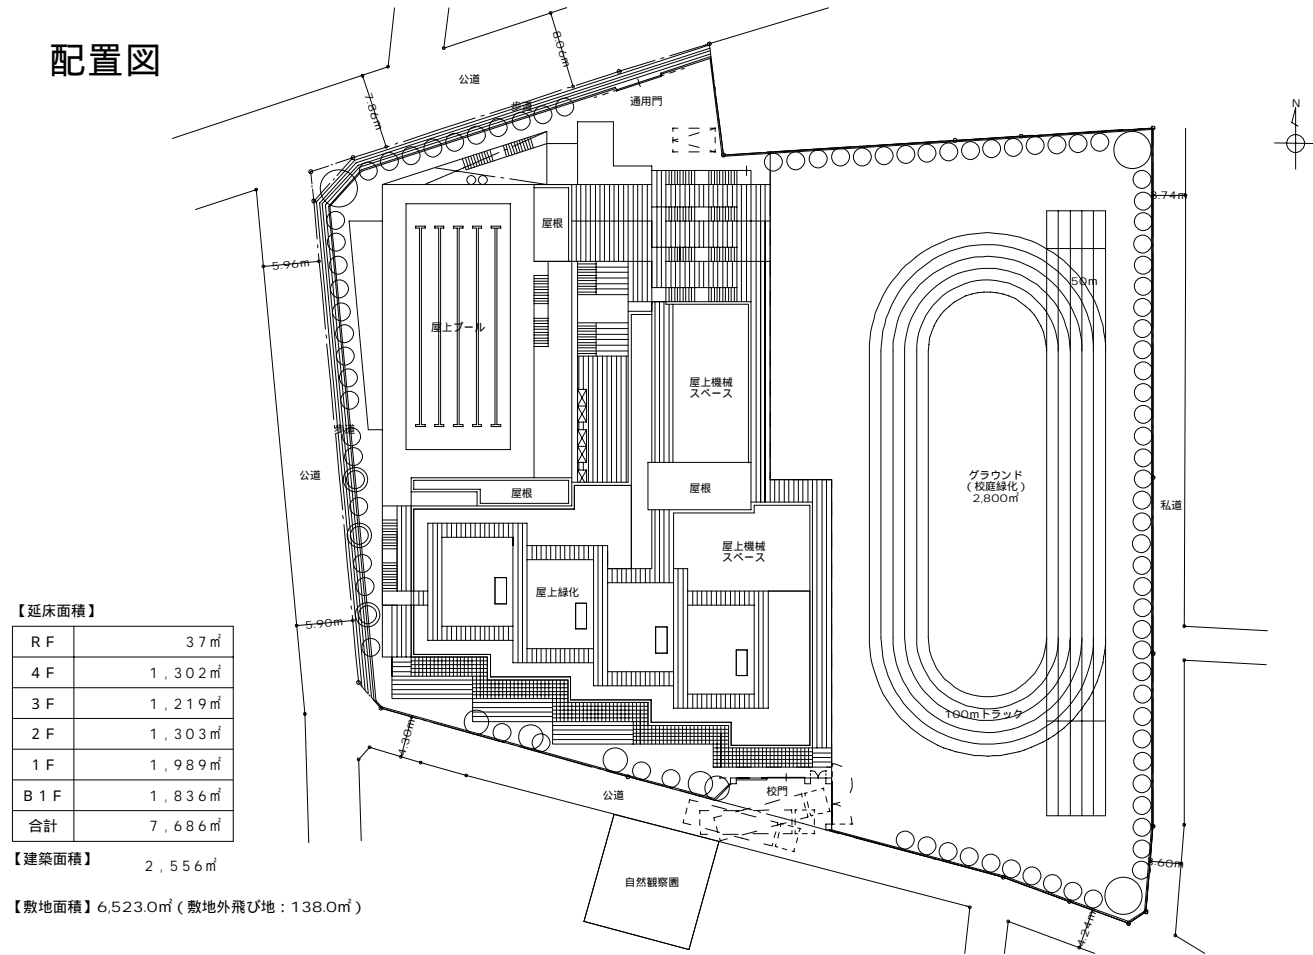 配置図
8.06m
公道
7.86m
歩道
通用門
N
8.74m
屋根
5.96m
50m
屋上プール
屋上機械
スペース
歩道
公道
グラウンド
(校庭緑化)
2,800㎡
屋根
屋根
私道
屋上機械
スペース
屋上緑化
5.90m
【延床面積】
RF 37㎡
4F 1,302㎡
3F 1,219㎡
2F 1,303㎡
1F 1,989㎡
B1F 1,836㎡
合計 7,686㎡
【建築面積】 2,556㎡
【敷地面積】6,523.0㎡(敷地外飛び地:138.0㎡)
100mトラック
4.30m
公道
校門
自然観察園
8.60m
4.24m